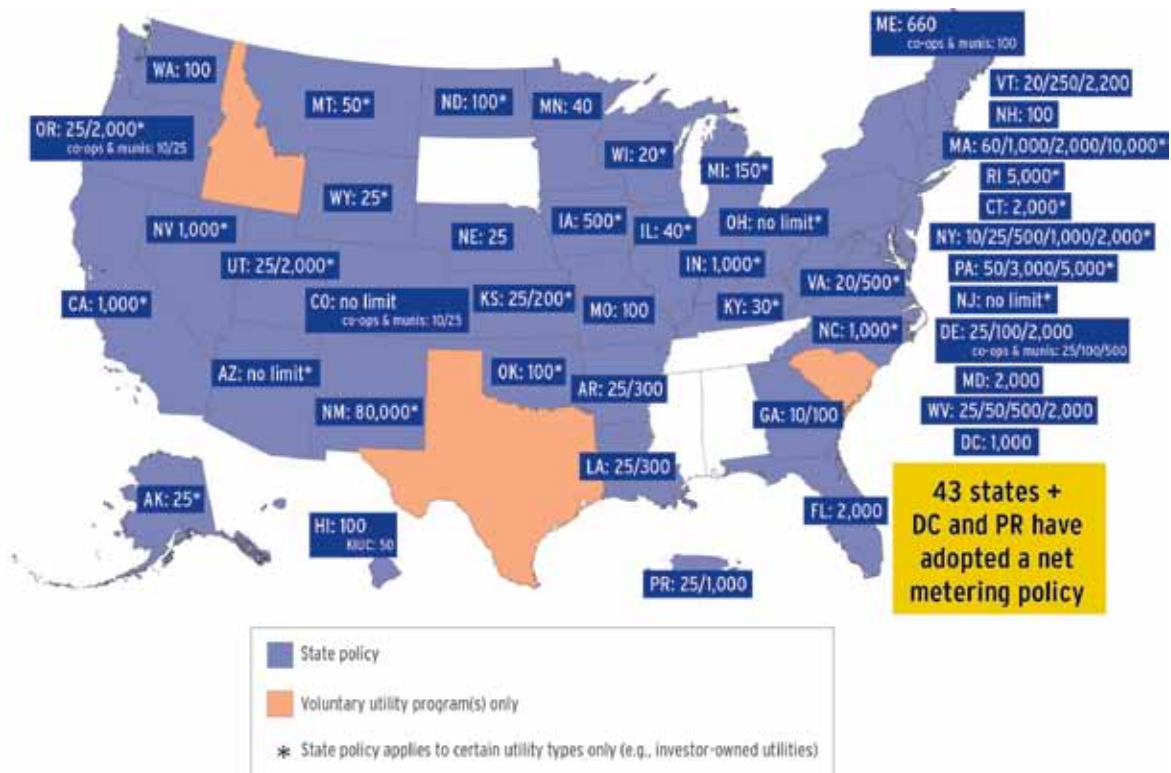 ME: 660
co-ops & munis: 100
WA: 100
MT: 50*
ND: 100*
MN: 40
VT: 20/250/2,200
NH: 100
OR: 25/2,000*
co-ops & munis: 10/25
WI: 20*
MI: 150*
MA: 60/1,000/2,000/10,000*
RI 5,000*
WY: 25*
CT: 2,000*
NV 1,000*
NE: 25
IA: 500*
IL: 40*
OH: no limit*
NY: 10/25/500/1,000/2,000*
UT: 25/2,000*
IN: 1,000*
PA: 50/3,000/5,000*
CA: 1,000*
CO: no limit
co-ops & munis: 10/25
KS: 25/200*
MO: 100
KY: 30*
VA: 20/500*
NJ: no limit*
NC: 1,000*
DE: 25/100/2,000
co-ops & munis: 25/100/500
AZ: no limit*
OK: 100*
AR: 25/300
MD: 2,000
NM: 80,000*
GA: 10/100
WV: 25/50/500/2,000
DC: 1,000
LA: 25/300
AK: 25*
HI: 100
KIUC: 50
FL: 2,000
PR: 25/1,000
43 states +
DC and PR have
adopted a net
metering policy
State policy
Voluntary utility program(s) only
* State policy applies to certain utility types only (e.g., investor-owned utilities)